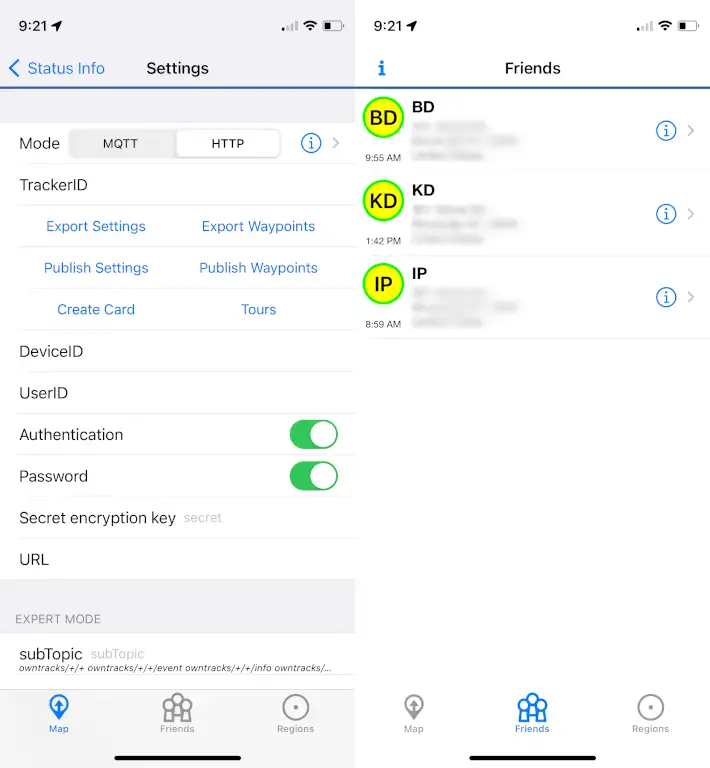 9:21
Status Info
Settings
Mode MQTT HTTP
TrackerID
Export Settings Export Waypoints
Publish Settings Publish Waypoints
Create Card Tours
DeviceID
UserID
Authentication
Password
Secret encryption key secret
URL
EXPERT MODE
subTopic subTopic
owntracks/+/+ owntracks/+/+/event owntracks/+/+/info owntracks/...
Map Friends Regions
9:21
Friends
BD BD
9:55 AM
KD KD
1:42 PM
IP IP
8:59 AM
Map Friends Regions